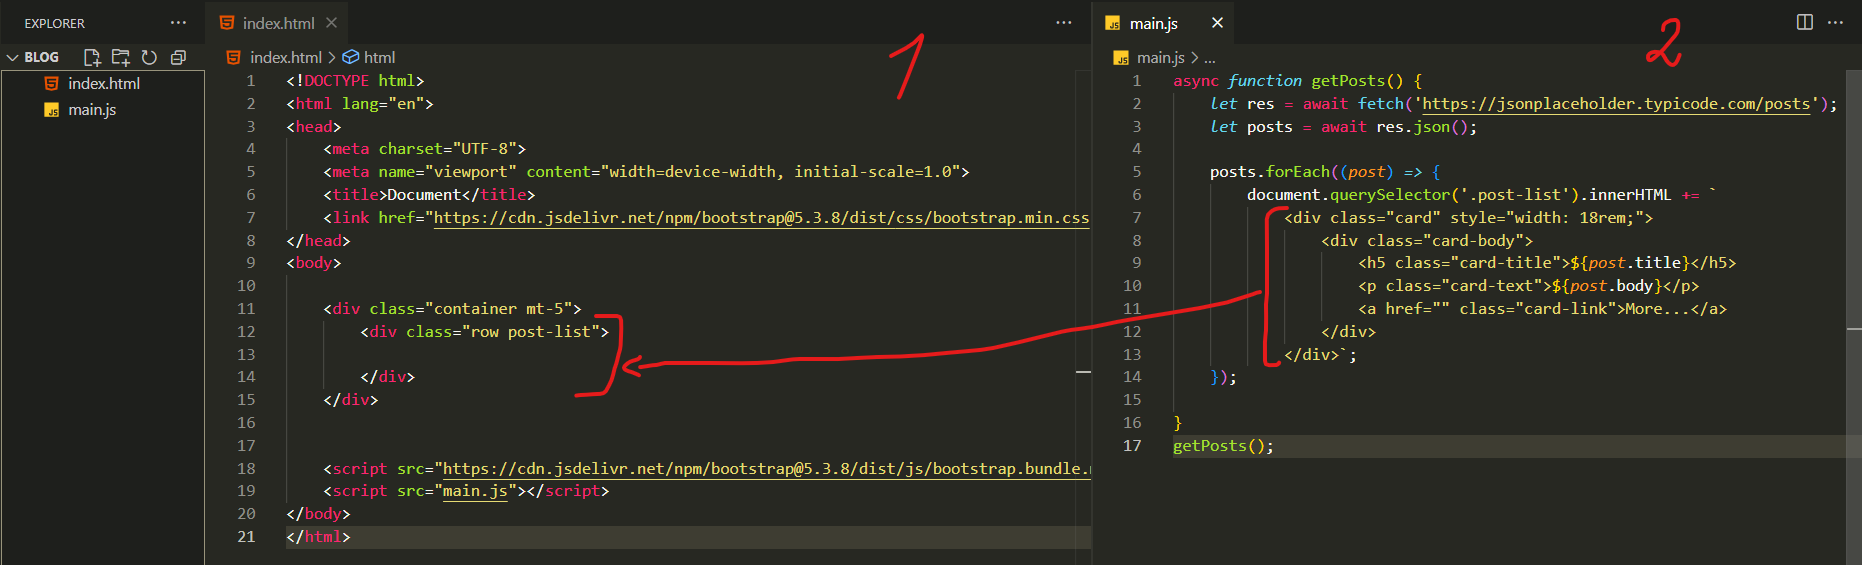 EXPLORER ...
BLOG
index.html
main.js
index.html
...
index.html > html
1 <!DOCTYPE html>
2 <html lang="en">
3 <head>
4 <meta charset="UTF-8">
5 <meta name="viewport" content="width=device-width, initial-scale=1.0">
6 <title>Document</title>
7 <link href="https://cdn.jsdelivr.net/npm/bootstrap@5.3.8/dist/css/bootstrap.min.css
8 </head>
9 <body>
10
11 <div class="container mt-5">
12 <div class="row post-list">
13
14 </div>
15 </div>
16
17
18 <script src="https://cdn.jsdelivr.net/npm/bootstrap@5.3.8/dist/js/bootstrap.bundle.
19 <script src="main.js"></script>
20 </body>
21 </html>
1
main.js
...
main.js > ...
1 async function getPosts() {
2 let res = await fetch('https://jsonplaceholder.typicode.com/posts');
3 let posts = await res.json();
4
5 posts.forEach((post) => {
6 document.querySelector('.post-list').innerHTML += `
7 <div class="card" style="width: 18rem;">
8 <div class="card-body">
9 <h5 class="card-title">${post.title}</h5>
10 <p class="card-text">${post.body}</p>
11 <a href="" class="card-link">More...</a>
12 </div>
13 </div>`;
14 });
15
16 }
17 getPosts();
2